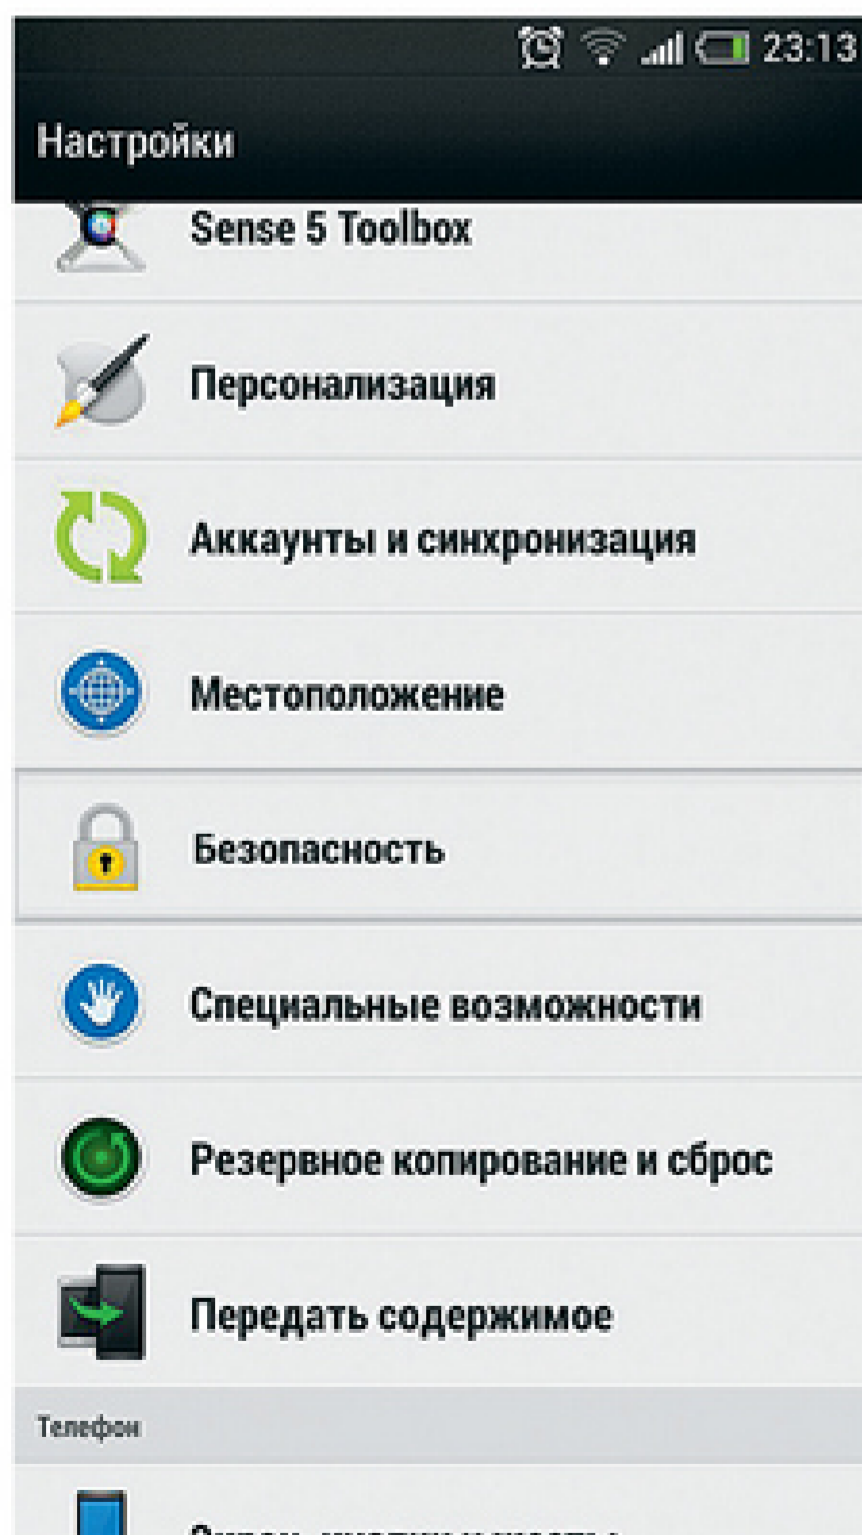 23:13
Настройки
Sense 5 Toolbox
Персонализация
Аккаунты и синхронизация
Местоположение
Безопасность
Специальные возможности
Резервное копирование и сброс
Передать содержимое
Телефон